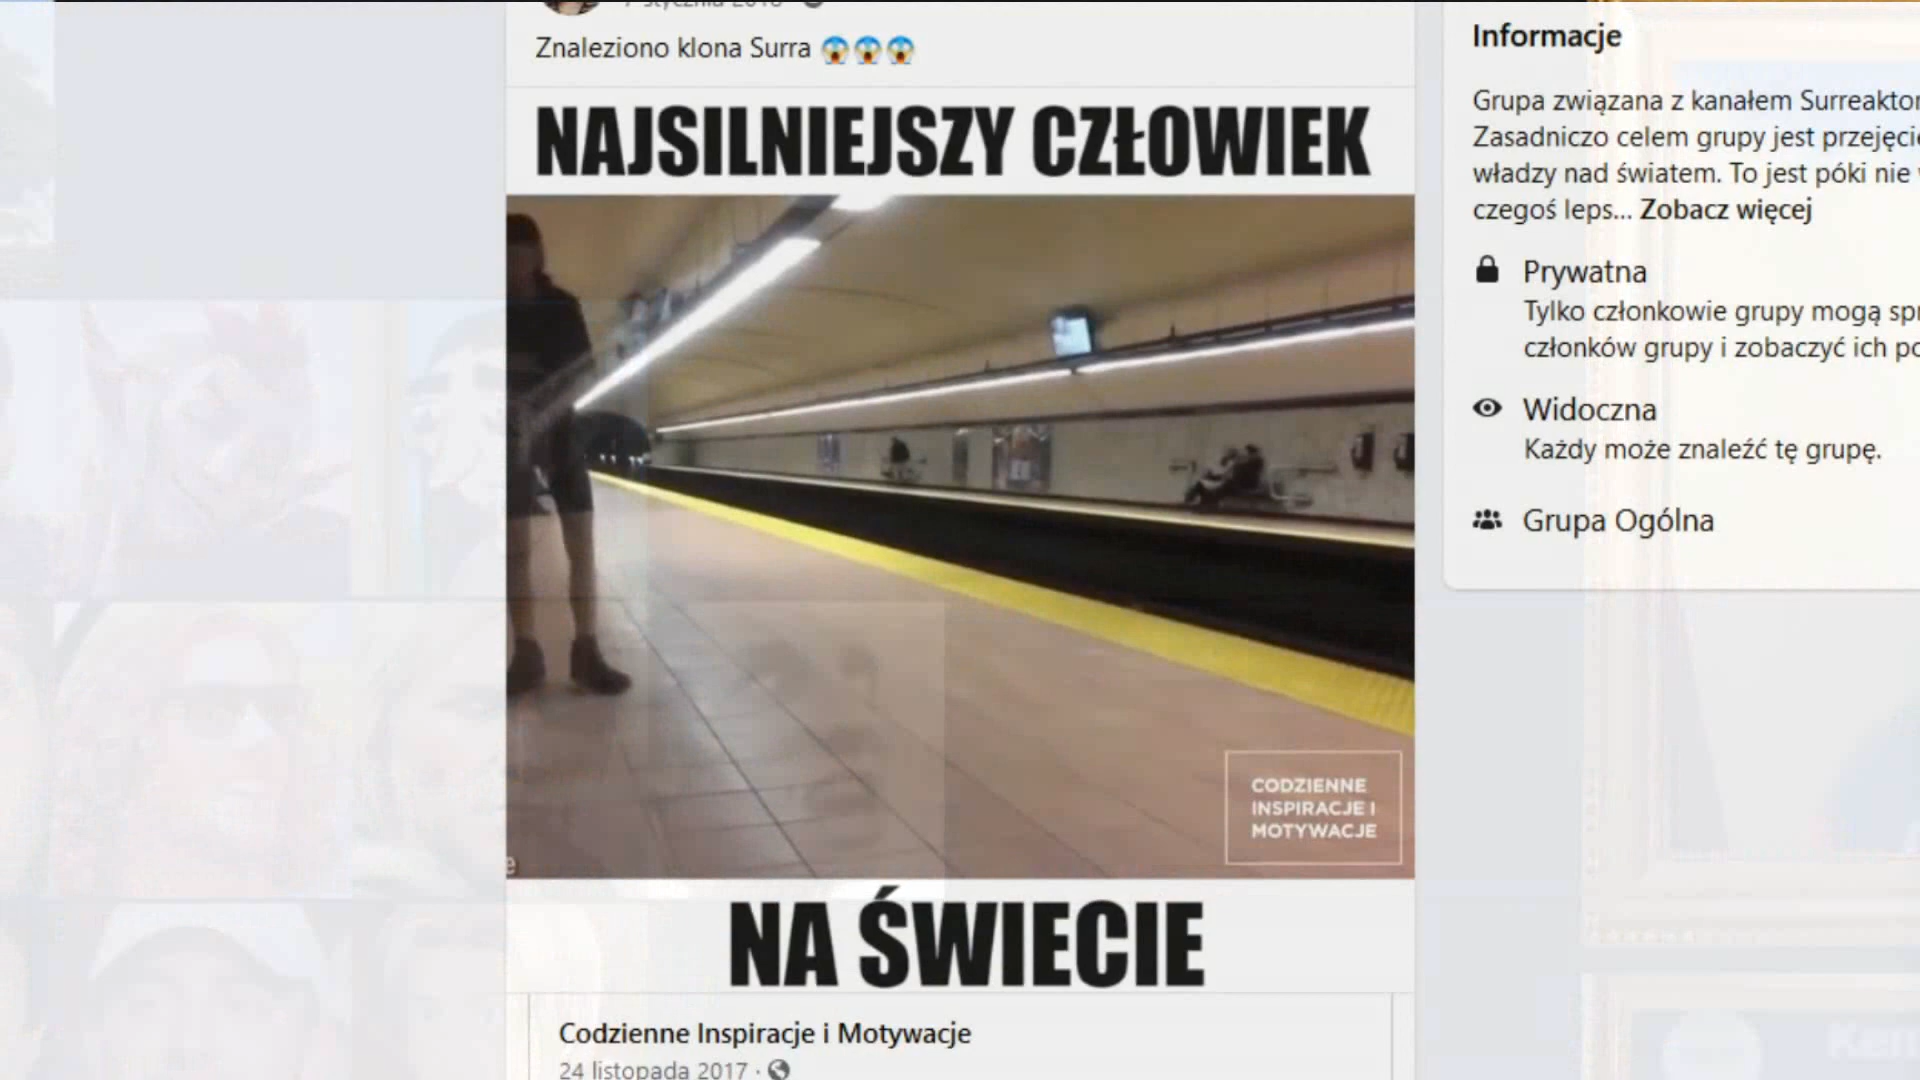 Znaleziono klona Surra 😱😱😱
NAJSILNIEJSZY CZŁOWIEK
CODZIENNE
INSPIRACJE I
MOTYWACJE
NA ŚWIECIE
Codzienne Inspiracje i Motywacje
24 listopada 2017 ·
Informacje
Grupa związana z kanałem Surreaktor
Zasadniczo celem grupy jest przejęcie
władzy nad światem. To jest póki nie
czegoś leps... Zobacz więcej
Prywatna
Tylko członkowie grupy mogą spr
członków grupy i zobaczyć ich po
Widoczna
Każdy może znaleźć tę grupę.
Grupa Ogólna